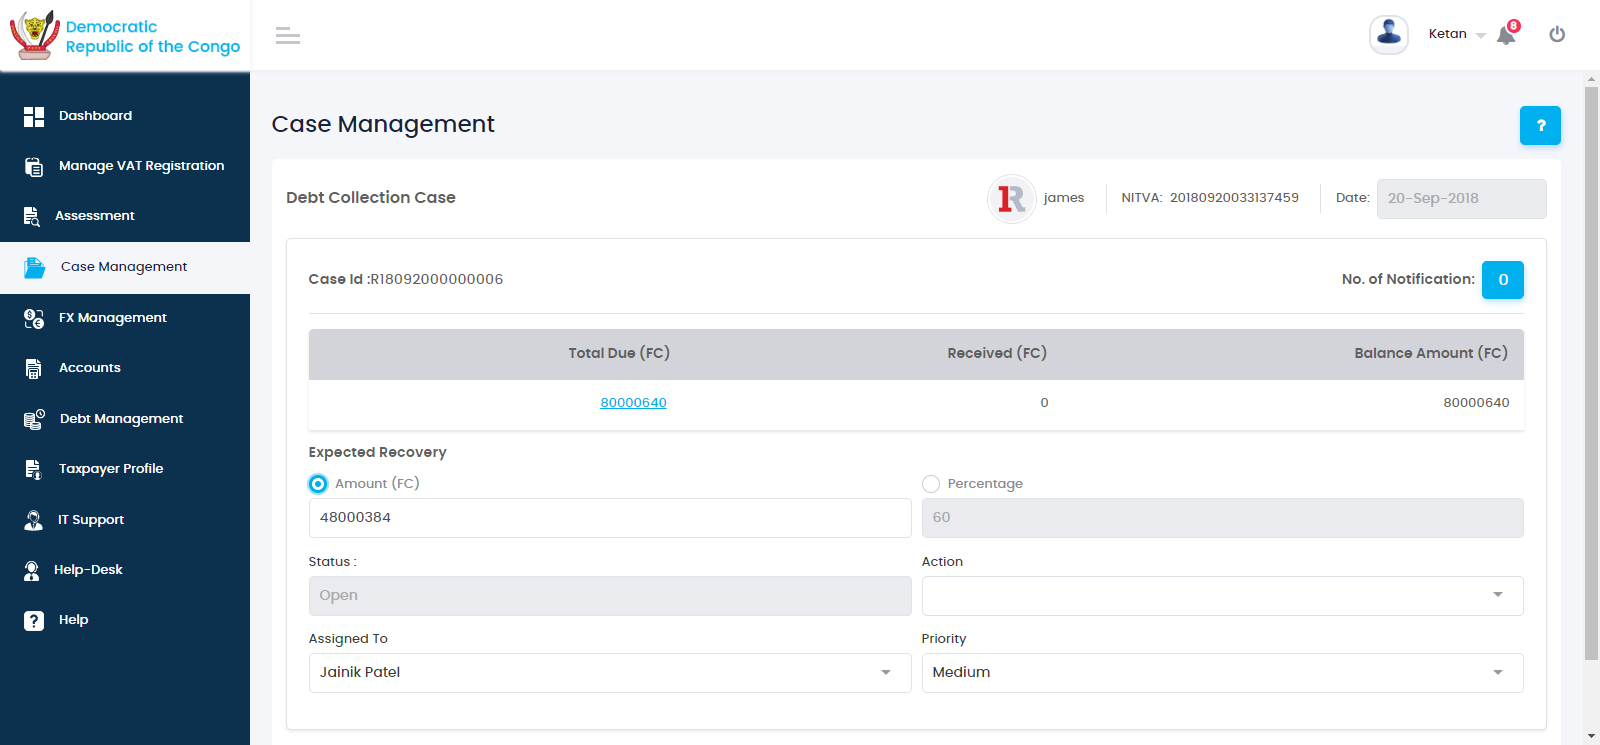 Democratic
Republic of the Congo
Ketan
8
Dashboard
Manage VAT Registration
Assessment
Case Management
FX Management
Accounts
Debt Management
Taxpayer Profile
IT Support
Help-Desk
Help
Case Management
?
Debt Collection Case
1R
james
NITVA: 20180920033137459
Date:
20-Sep-2018
Case Id :R18092000000006
No. of Notification:
0
Total Due (FC)
Received (FC)
Balance Amount (FC)
80000640
0
80000640
Expected Recovery
Amount (FC)
Percentage
48000384
60
Status :
Action
Open
Assigned To
Priority
Jainik Patel
Medium